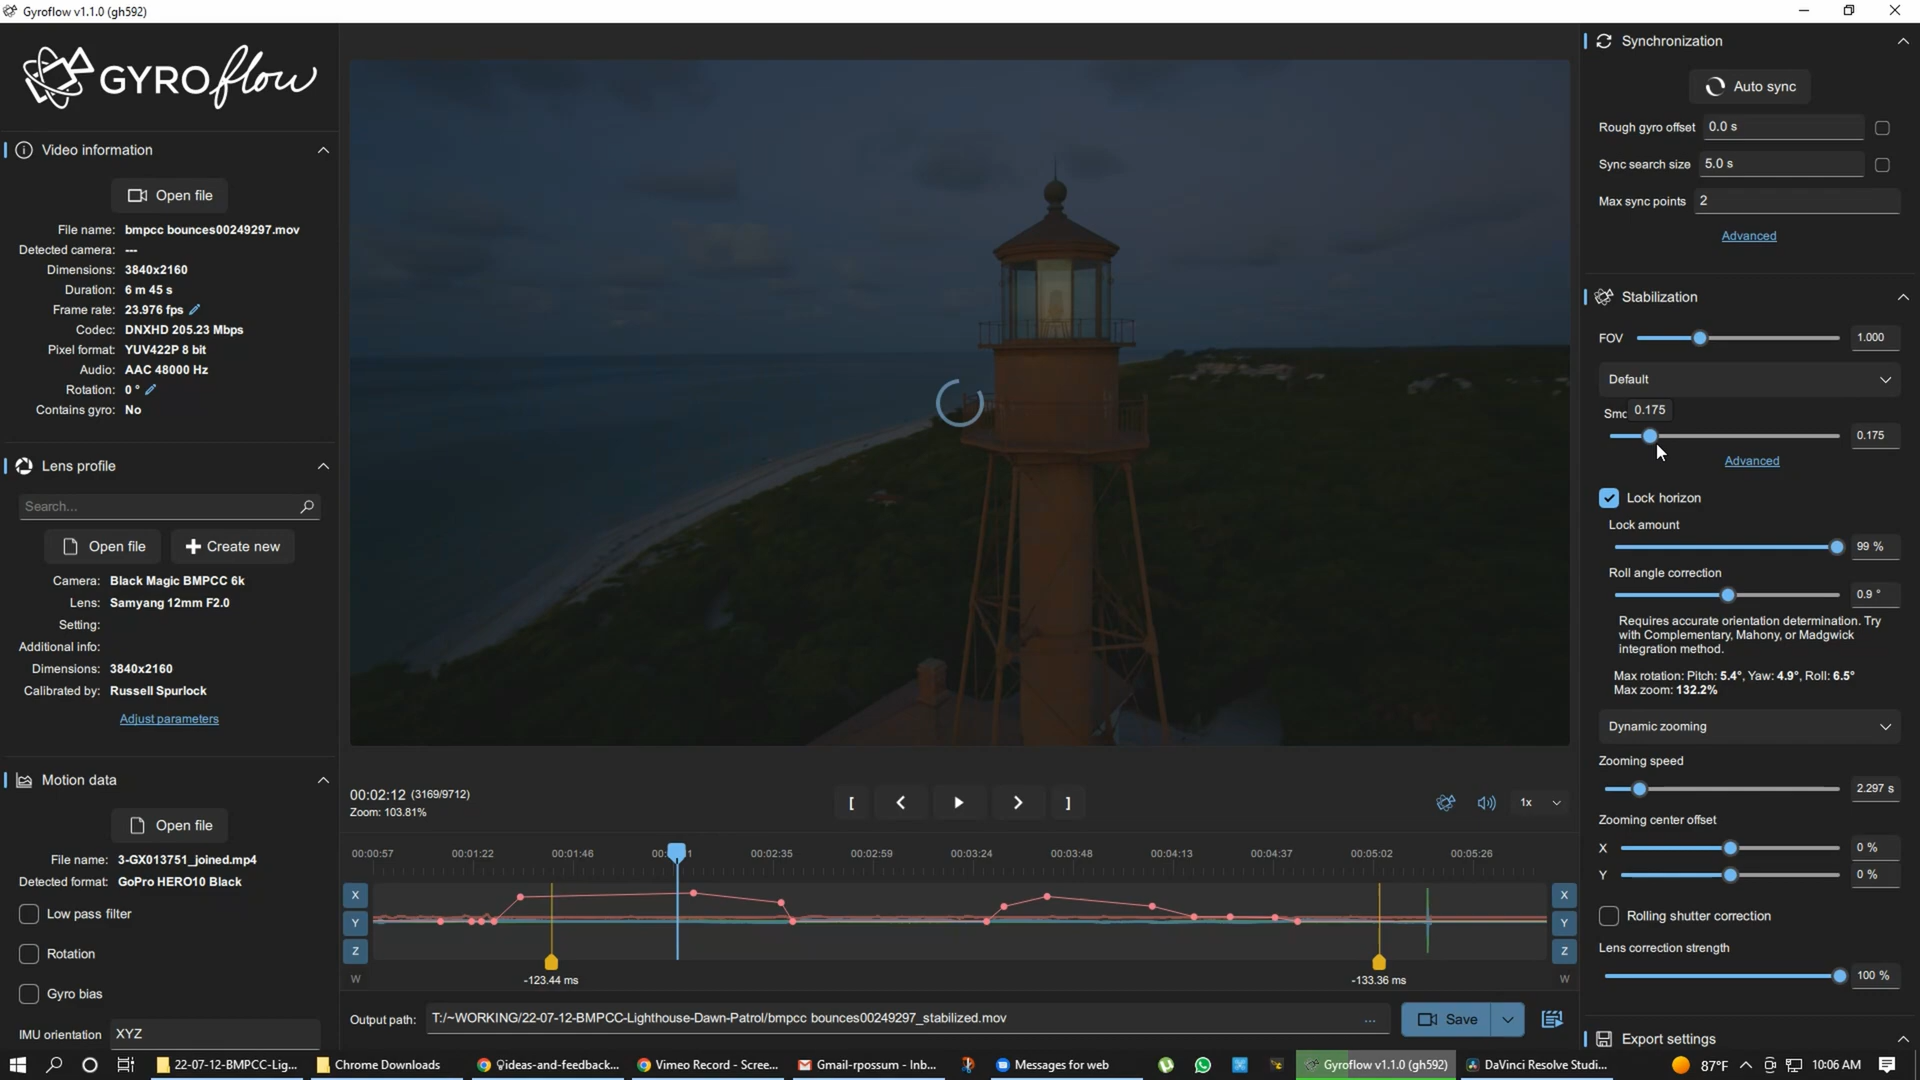 Gyroflow v1.1.0 (gh592)
GYROflow
Video information
Open file
File name: bmpcc bounces00249297.mov
Detected camera: ---
Dimensions: 3840x2160
Duration: 6 m 45 s
Frame rate: 23.976 fps
Codec: DNXHD 205.23 Mbps
Pixel format: YUV422P 8 bit
Audio: AAC 48000 Hz
Rotation: 0 °
Contains gyro: No
Lens profile
Search...
Open file
Create new
Camera: Black Magic BMPCC 6k
Lens: Samyang 12mm F2.0
Setting:
Additional info:
Dimensions: 3840x2160
Calibrated by: Russell Spurlock
Adjust parameters
Motion data
Open file
File name: 3-GX013751_joined.mp4
Detected format: GoPro HERO10 Black
Low pass filter
Rotation
Gyro bias
IMU orientation XYZ
00:02:12 (3169/9712)
Zoom: 103.81%
[
]
1x
00:00:57 00:01:22 00:01:46 00: 1 00:02:35 00:02:59 00:03:24 00:03:48 00:04:13 00:04:37 00:05:02 00:05:26
X X
Y Y
Z Z
W W
-123.44 ms -133.36 ms
Output path: T:/~WORKING/22-07-12-BMPCC-Lighthouse-Dawn-Patrol/bmpcc bounces00249297_stabilized.mov ...
Save
Synchronization
Auto sync
Rough gyro offset 0.0 s
Sync search size 5.0 s
Max sync points 2
Advanced
Stabilization
FOV 1.000
Default
Smo 0.175
0.175
Advanced
Lock horizon
Lock amount
99 %
Roll angle correction
0.9 °
Requires accurate orientation determination. Try
with Complementary, Mahony, or Madgwick
integration method.
Max rotation: Pitch: 5.4°, Yaw: 4.9°, Roll: 6.5°
Max zoom: 132.2%
Dynamic zooming
Zooming speed
2.297 s
Zooming center offset
X 0 %
Y 0 %
Rolling shutter correction
Lens correction strength
100 %
Export settings
22-07-12-BMPCC-Lig... Chrome Downloads ideas-and-feedback... Vimeo Record - Scree... Gmail-rpossum - Inb... Messages for web Gyroflow v1.1.0 (gh592) DaVinci Resolve Studi... 87°F 10:06 AM